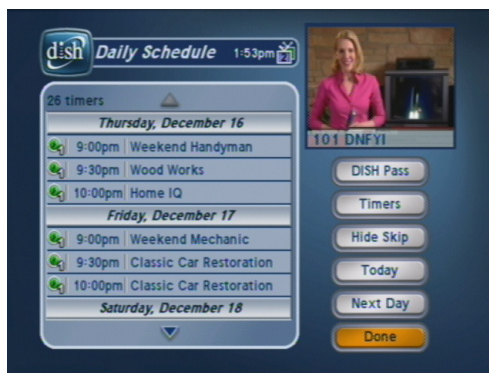 dish Daily Schedule 1:53pm
26 timers
Thursday, December 16
9:00pm Weekend Handyman
9:30pm Wood Works
10:00pm Home IQ
Friday, December 17
9:00pm Weekend Mechanic
9:30pm Classic Car Restoration
10:00pm Classic Car Restoration
Saturday, December 18
101 DNFYI
DISH Pass
Timers
Hide Skip
Today
Next Day
Done